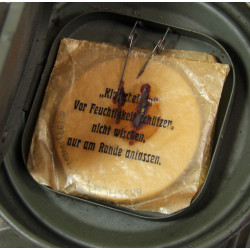 Vor Feuchtigkeit schützen,
nicht wischen,
nur am Rande anfassen.